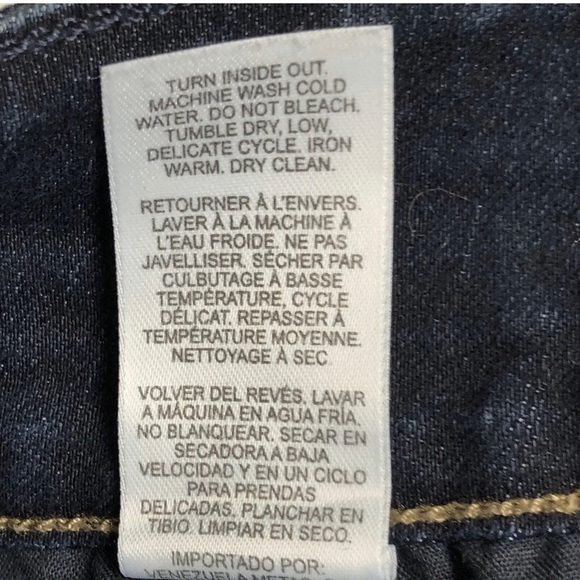 TURN INSIDE OUT.
MACHINE WASH COLD
WATER. DO NOT BLEACH.
TUMBLE DRY, LOW,
DELICATE CYCLE. IRON
WARM. DRY CLEAN.
RETOURNER À L'ENVERS.
LAVER À LA MACHINE À
L'EAU FROIDE. NE PAS
JAVELLISER. SÉCHER PAR
CULBUTAGE À BASSE
TEMPÉRATURE, CYCLE
DÉLICAT. REPASSER À
TEMPÉRATURE MOYENNE.
NETTOYAGE À SEC.
VOLVER DEL REVÉS. LAVAR
A MÁQUINA EN AGUA FRÍA.
NO BLANQUEAR. SECAR EN
SECADORA A BAJA
VELOCIDAD Y EN UN CICLO
PARA PRENDAS
DELICADAS. PLANCHAR EN
TIBIO. LIMPIAR EN SECO.
IMPORTADO POR:
VENEZUELA